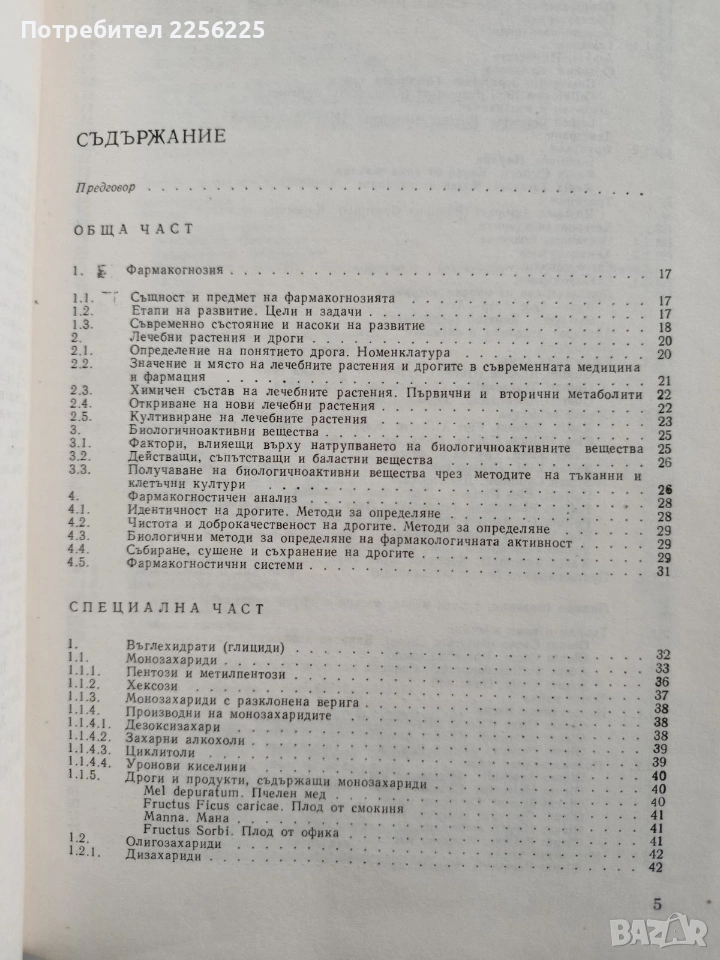 Потребител 2256225
СЪДЪРЖАНИЕ
Предговор
ОБЩА ЧАСТ
1. Фармакогнозия 17
1.1. Същност и предмет на фармакогнозията 17
1.2. Етапи на развитие. Цели и задачи 17
1.3. Съвременно състояние и насоки на развитие 18
2. Лечебни растения и дроги 20
2.1. Определение на понятието дрога. Номенклатура 20
2.2. Значение и място на лечебните растения и дрогите в съвременната медицина
и фармация 21
2.3. Химичен състав на лечебните растения. Първични и вторични метаболити 22
2.4. Откриване на нови лечебни растения 22
2.5. Култивиране на лечебните растения 23
3. Биологичноактивни вещества 25
3.1. Фактори, влияещи върху натрупването на биологичноактивните вещества 25
3.2. Действащи, съпътстващи и баластни вещества 26
3.3. Получаване на биологичноактивни вещества чрез методите на тъканни и
клетъчни култури 26
4. Фармакогностичен анализ 28
4.1. Идентичност на дрогите. Методи за определяне 28
4.2. Чистота и доброкачественост на дрогите. Методи за определяне 29
4.3. Биологични методи за определяне на фармакологичната активност 29
4.4. Събиране, сушене и съхранение на дрогите 29
4.5. Фармакогностични системи 31
СПЕЦИАЛНА ЧАСТ
1. Въглехидрати (глициди) 32
1.1. Монозахариди 33
1.1.1. Пентози и метилпентози 36
1.1.2. Хексози 37
1.1.3. Монозахариди с разклонена верига 38
1.1.4. Производни на монозахаридите 38
1.1.4.1. Дезоксизахари 38
1.1.4.2. Захарни алкохоли 39
1.1.4.3. Циклитоли 39
1.1.4.4. Уронови киселини 40
1.1.5. Дроги и продукти, съдържащи монозахариди 40
Mel depuratum. Пчелен мед 40
Fructus Ficus caricae. Плод от смокиня 41
Manna. Мана 41
Fructus Sorbi. Плод от офика 41
1.2. Олигозахариди 42
1.2.1. Дизахариди 42
5
BAZAR